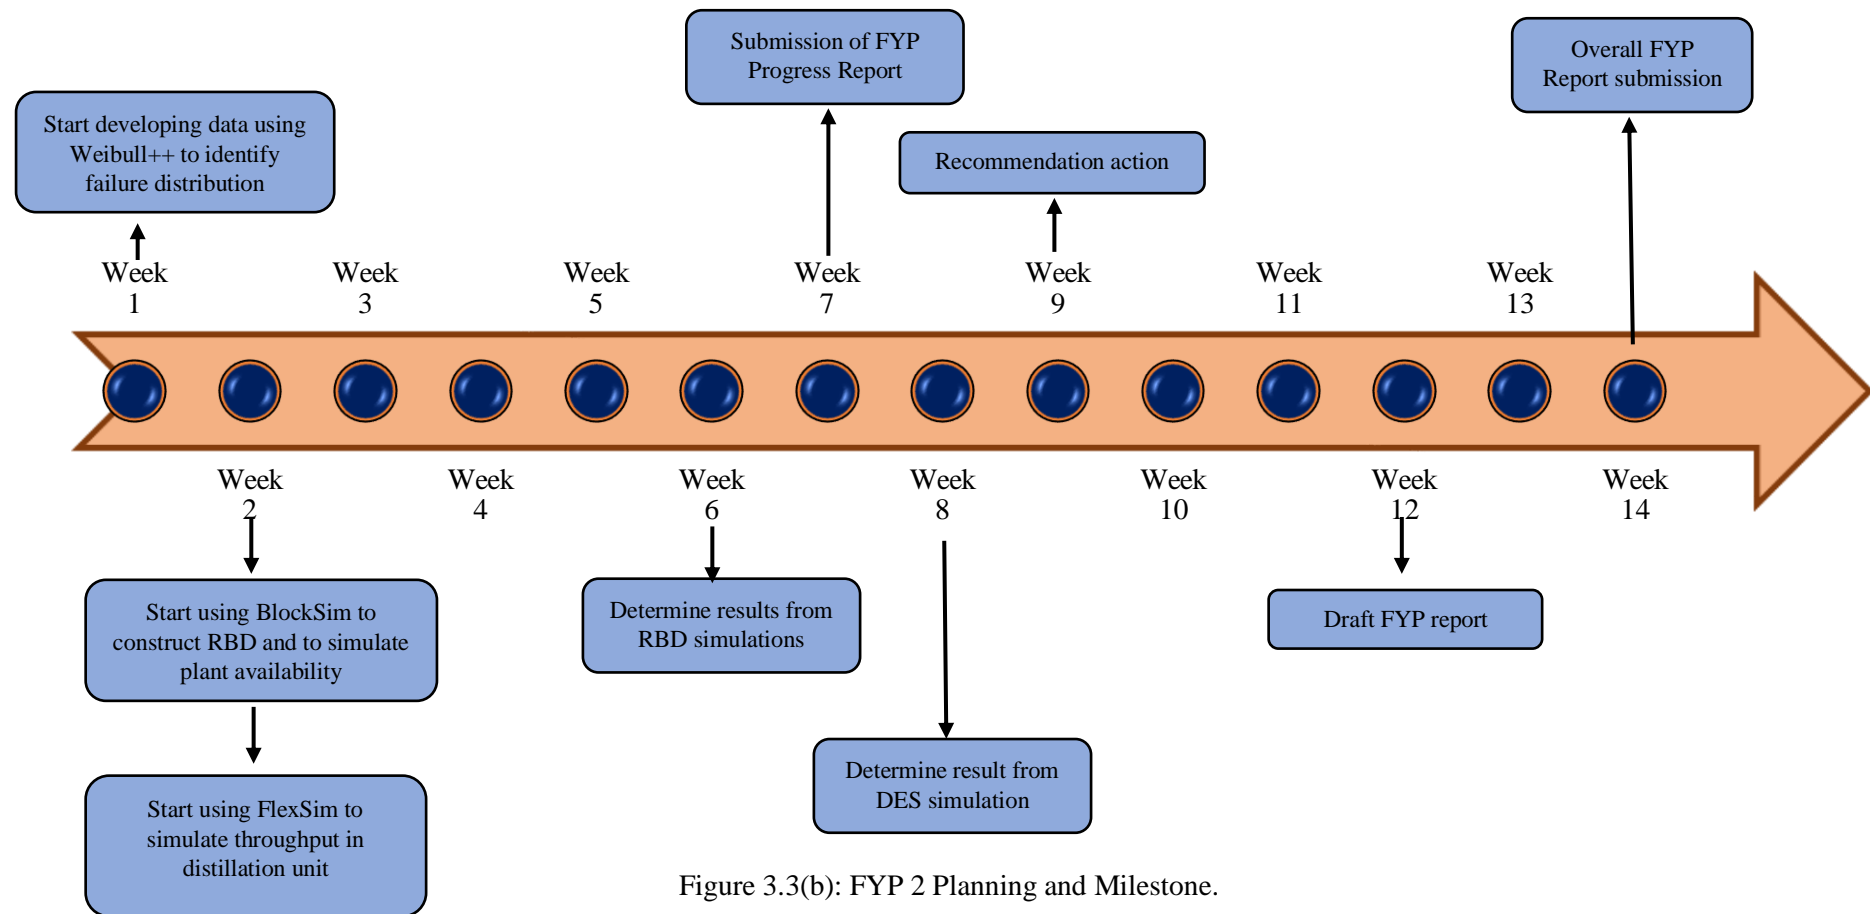 Submission of FYP
Progress Report
Overall FYP
Report submission
Start developing data using
Weibull++ to identify
failure distribution
Recommendation action
Week
1
Week
3
Week
5
Week
7
Week
9
Week
11
Week
13
Week
2
Week
4
Week
6
Week
8
Week
10
Week
12
Week
14
Start using BlockSim to
construct RBD and to simulate
plant availability
Determine results from
RBD simulations
Draft FYP report
Determine result from
DES simulation
Start using FlexSim to
simulate throughput in
distillation unit
Figure 3.3(b): FYP 2 Planning and Milestone.